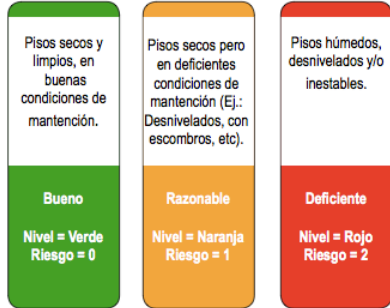 Pisos secos y
limpios, en
buenas
condiciones de
mantención.
Bueno
Nivel = Verde
Riesgo = 0
Pisos secos pero
en deficientes
condiciones de
mantención (Ej.:
Desnivelados, con
escombros, etc).
Razonable
Nivel = Naranja
Riesgo = 1
Pisos húmedos,
desnivelados y/o
inestables.
Deficiente
Nivel = Rojo
Riesgo = 2